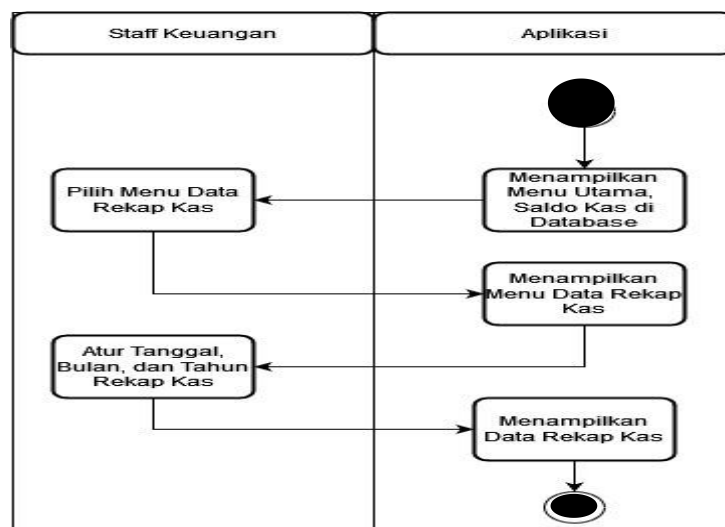 Staff Keuangan
Aplikasi
Menampilkan
Menu Utama,
Saldo Kas di
Database
Pilih Menu Data
Rekap Kas
Menampilkan
Menu Data Rekap
Kas
Atur Tanggal,
Bulan, dan Tahun
Rekap Kas
Menampilkan
Data Rekap Kas